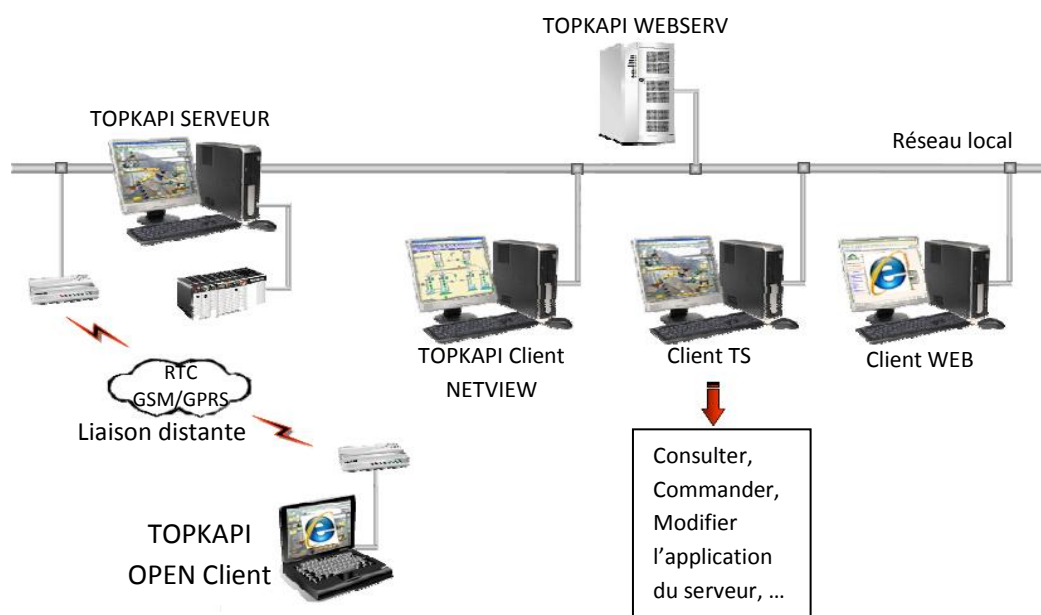 TOPKAPI WEBSERV
TOPKAPI SERVEUR
Réseau local
TOPKAPI Client
NETVIEW
Client TS
Client WEB
RTC
GSM/GPRS
Liaison distante
Consulter,
Commander,
Modifier
l’application
du serveur, …
TOPKAPI
OPEN Client